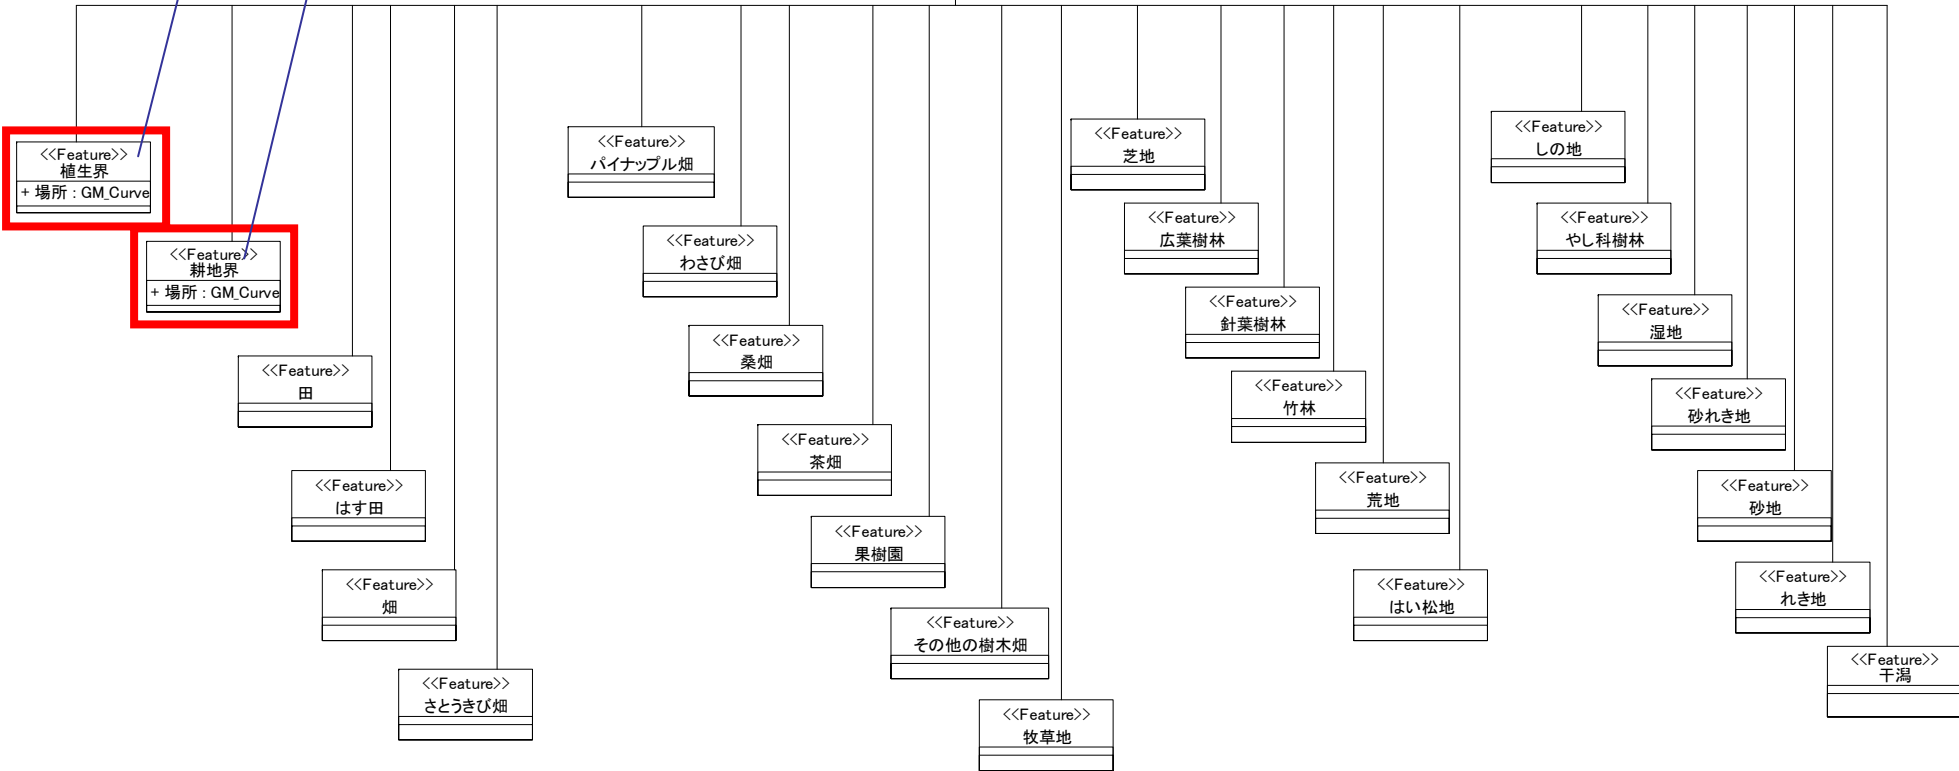 <<Feature>>
植生界
+ 場所 : GM_Curve
<<Feature>>
耕地界
+ 場所 : GM_Curve
<<Feature>>
田
<<Feature>>
はす田
<<Feature>>
畑
<<Feature>>
さとうきび畑
<<Feature>>
パイナップル畑
<<Feature>>
わさび畑
<<Feature>>
桑畑
<<Feature>>
茶畑
<<Feature>>
果樹園
<<Feature>>
その他の樹木畑
<<Feature>>
牧草地
<<Feature>>
芝地
<<Feature>>
広葉樹林
<<Feature>>
針葉樹林
<<Feature>>
竹林
<<Feature>>
荒地
<<Feature>>
はい松地
<<Feature>>
しの地
<<Feature>>
やし科樹林
<<Feature>>
湿地
<<Feature>>
砂れき地
<<Feature>>
砂地
<<Feature>>
れき地
<<Feature>>
干潟